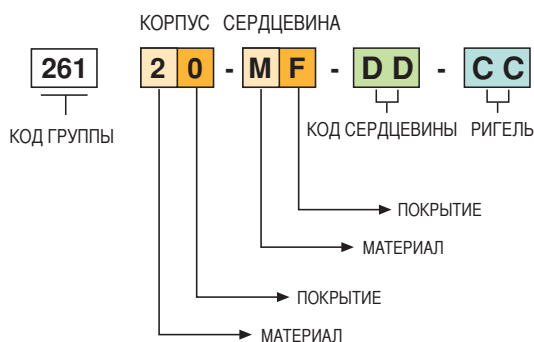 КОРПУС СЕРДЦЕВИНА
261 2 0 - M F - D D - C C
КОД ГРУППЫ КОД СЕРДЦЕВИНЫ РИГЕЛЬ
ПОКРЫТИЕ
МАТЕРИАЛ
ПОКРЫТИЕ
МАТЕРИАЛ